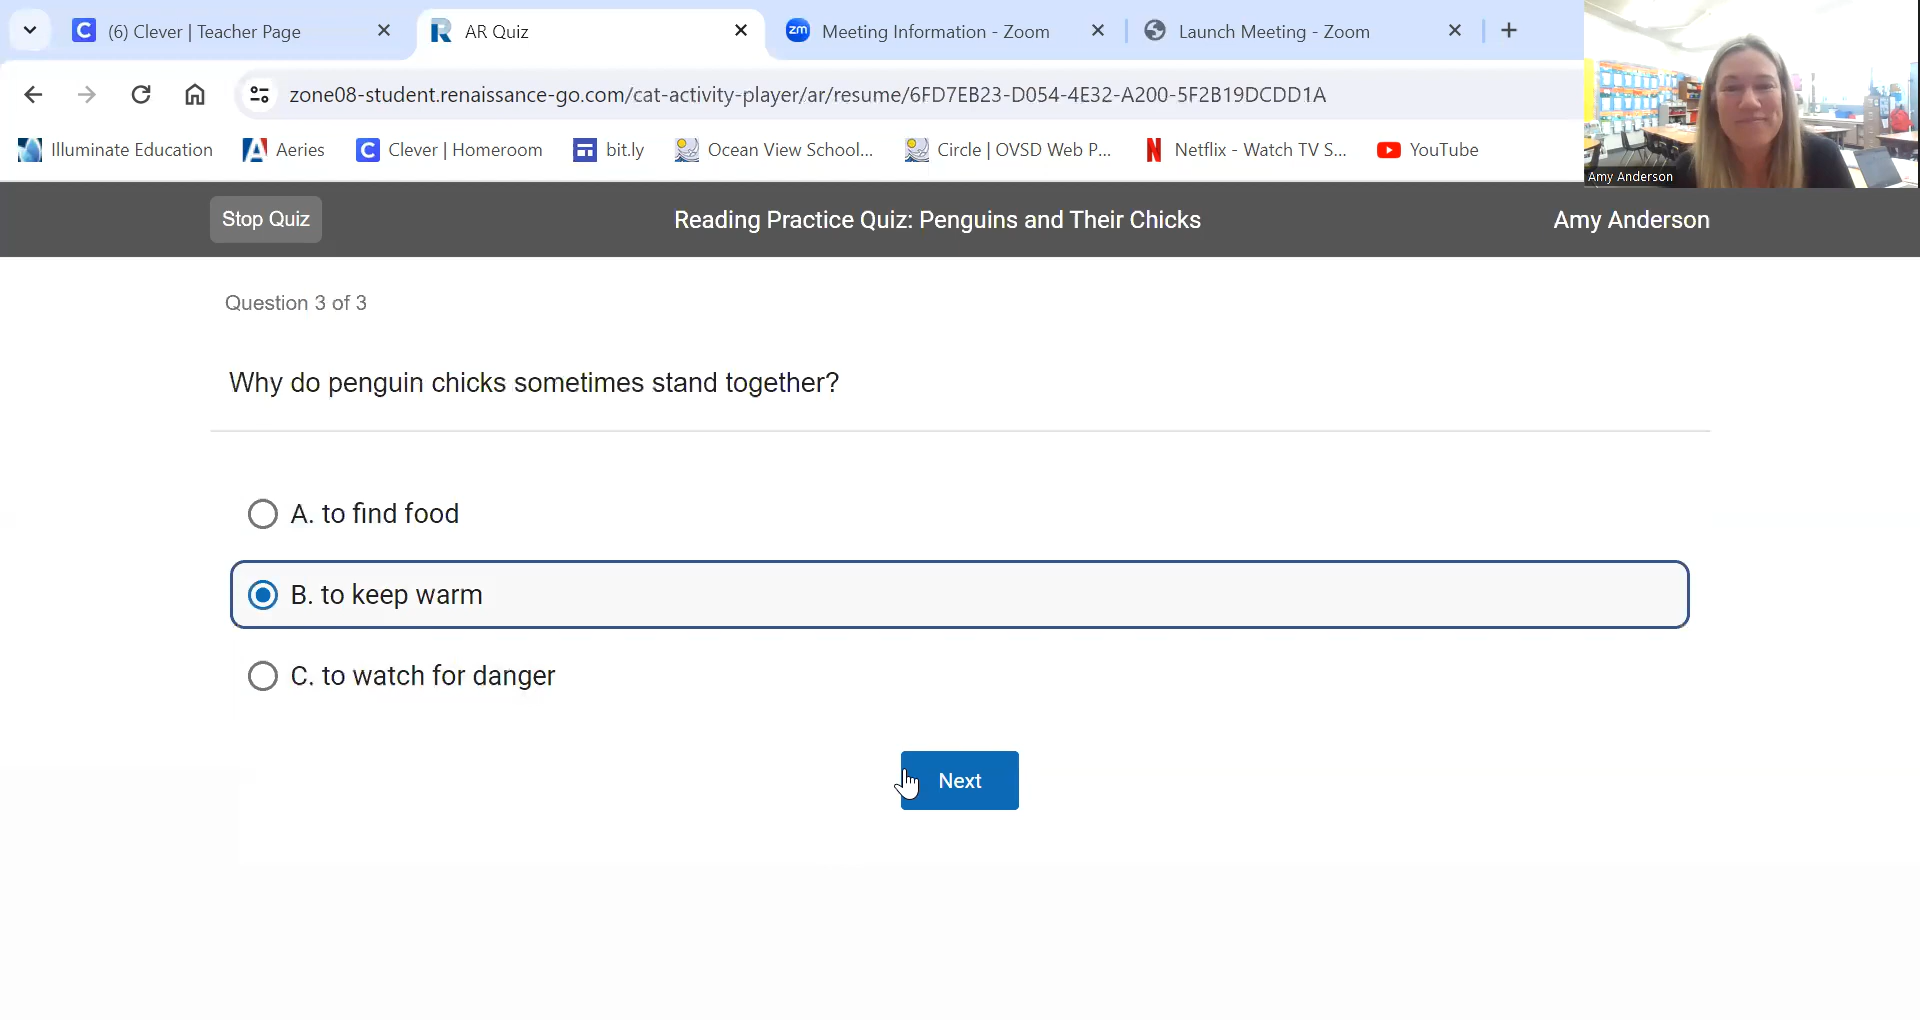 (6) Clever | Teacher Page
AR Quiz
zm
Meeting Information - Zoom
Launch Meeting - Zoom
zone08-student.renaissance-go.com/cat-activity-player/ar/resume/6FD7EB23-D054-4E32-A200-5F2B19DCDD1A
Illuminate Education
Aeries
Clever | Homeroom
bit.ly
Ocean View School...
Circle | OVSD Web P...
Netflix - Watch TV S...
YouTube
Amy Anderson
Stop Quiz
Reading Practice Quiz: Penguins and Their Chicks
Amy Anderson
Question 3 of 3
Why do penguin chicks sometimes stand together?
A. to find food
B. to keep warm
C. to watch for danger
Next